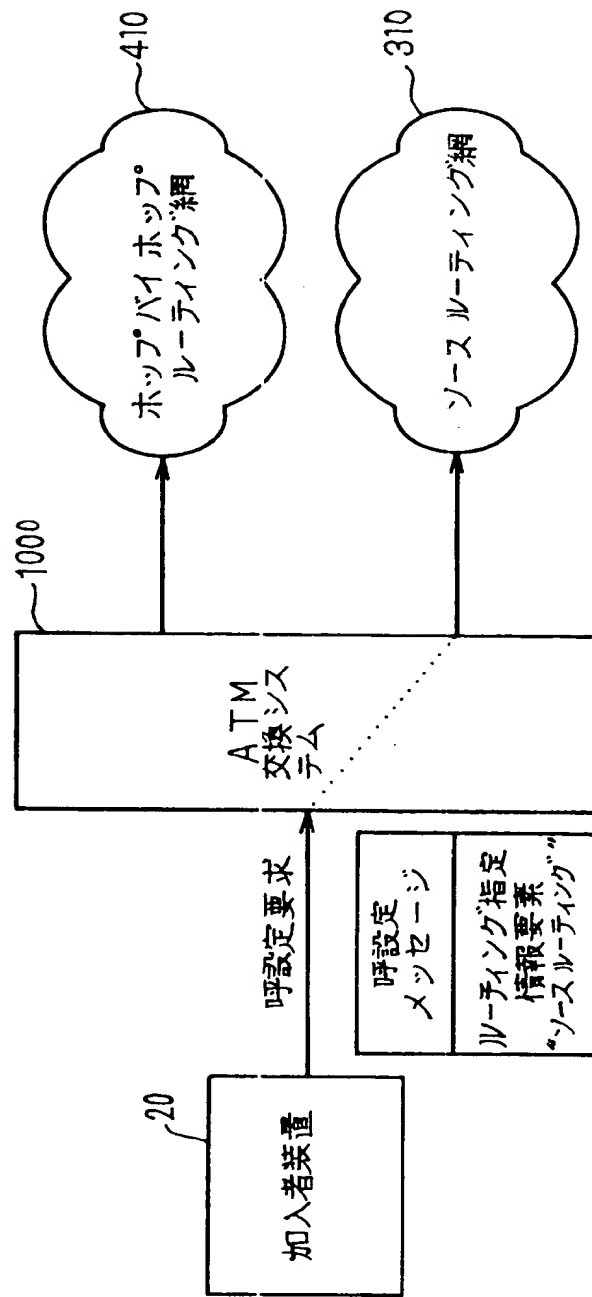 20
加入者装置
呼設定要求
呼設定
メッセージ
ルーティング指定
情報要素
“ソースルーティング”
1000
ATM
交換シス
テム
410
ホップバイホップ
ルーティング網
310
ソースルーティング網